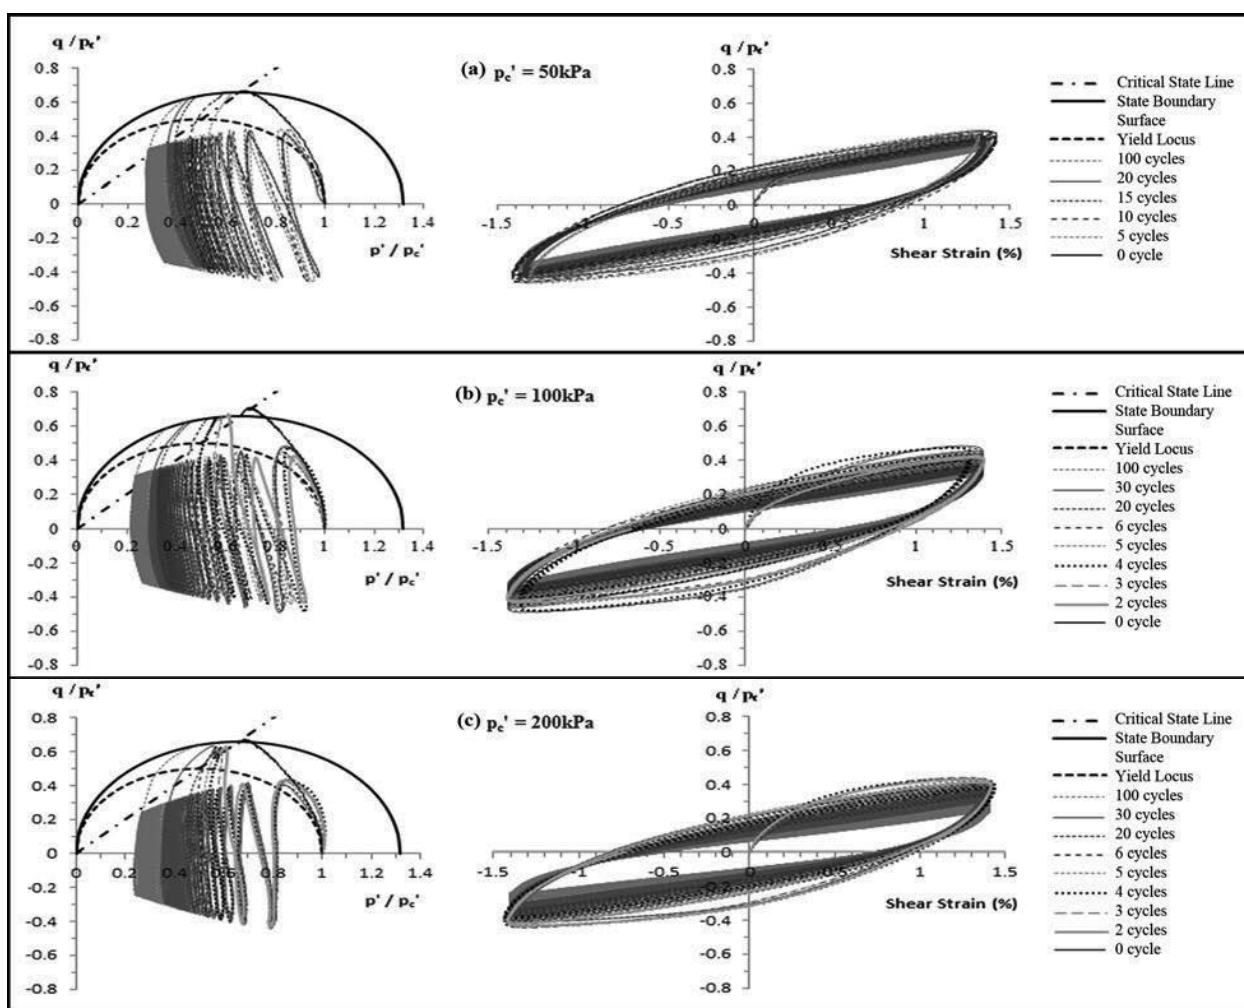 q / pc'
0.8
0.6
0.4
0.2
0
-0.2
-0.4
-0.6
-0.8
0 0.2 0.4 0.6 0.8 1 1.2 1.4
p' / pc'
(a) pc' = 50kPa
q / pc'
0.8
0.6
0.4
0.2
0
-0.2
-0.4
-0.6
-0.8
-1.5 -1 -0.5 0 0.5 1 1.5
Shear Strain (%)
Critical State Line
State Boundary
Surface
Yield Locus
100 cycles
20 cycles
15 cycles
10 cycles
5 cycles
0 cycle
q / pc'
0.8
0.6
0.4
0.2
0
-0.2
-0.4
-0.6
-0.8
0 0.2 0.4 0.6 0.8 1 1.2 1.4
p' / pc'
(b) pc' = 100kPa
q / pc'
0.8
0.6
0.4
0.2
0
-0.2
-0.4
-0.6
-0.8
-1.5 -1 -0.5 0 0.5 1 1.5
Shear Strain (%)
Critical State Line
State Boundary
Surface
Yield Locus
100 cycles
30 cycles
20 cycles
6 cycles
5 cycles
4 cycles
3 cycles
2 cycles
0 cycle
q / pc'
0.8
0.6
0.4
0.2
0
-0.2
-0.4
-0.6
-0.8
0 0.2 0.4 0.6 0.8 1 1.2 1.4
p' / pc'
(c) pc' = 200kPa
q / pc'
0.8
0.6
0.4
0.2
0
-0.2
-0.4
-0.6
-0.8
-1.5 -1 -0.5 0 0.5 1 1.5
Shear Strain (%)
Critical State Line
State Boundary
Surface
Yield Locus
100 cycles
30 cycles
20 cycles
6 cycles
5 cycles
4 cycles
3 cycles
2 cycles
0 cycle